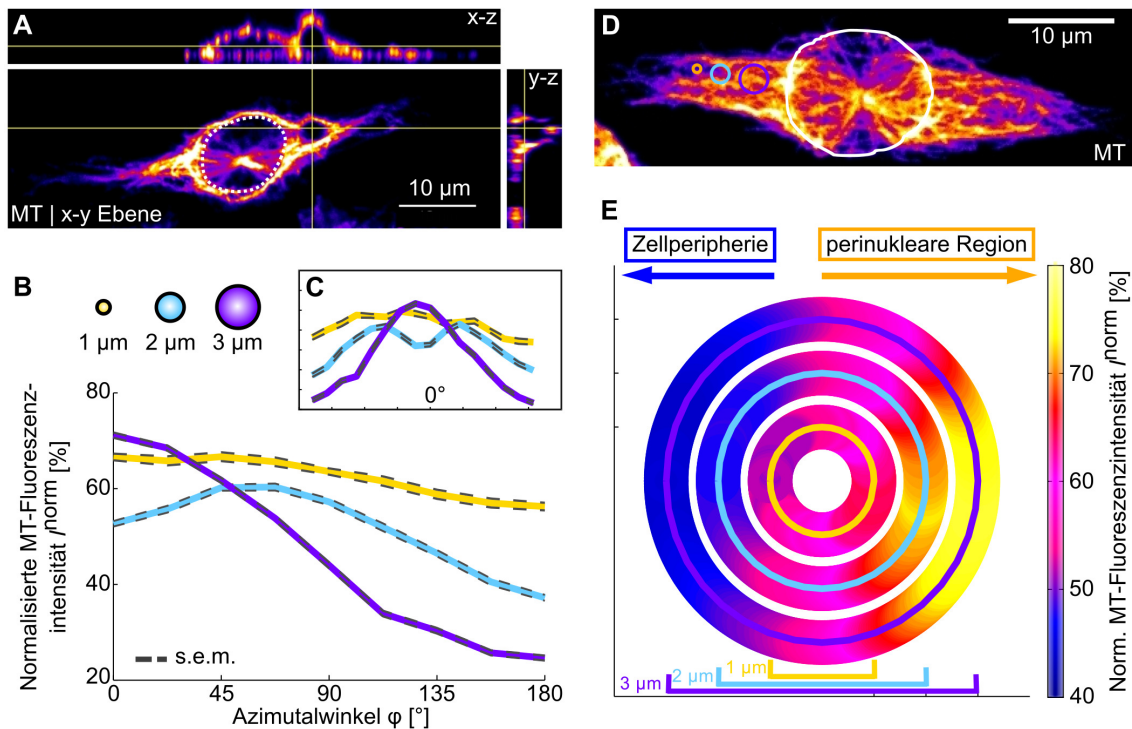 A
x-z
y-z
10 µm
MT | x-y Ebene
D
10 µm
MT
B
1 µm
2 µm
3 µm
C
0°
Normalisierte MT-Fluoreszenz-
intensität Iⁿᵒʳᵐ [%]
80
60
40
20
s.e.m.
0
45
90
135
180
Azimutalwinkel φ [°]
E
Zellperipherie
perinukleare Region
1 µm
2 µm
3 µm
80
70
60
50
40
Norm. MT-Fluoreszenzintensität Iⁿᵒʳᵐ [%]